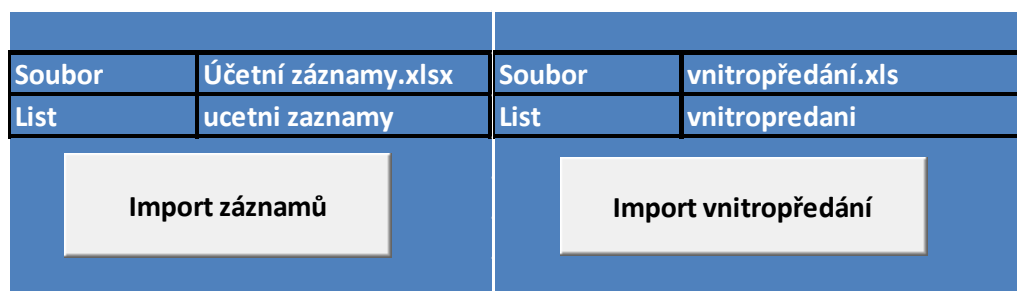 Soubor Účetní záznamy.xlsx Soubor vnitropředání.xls
List ucetni zaznamy List vnitropredani
Import záznamů Import vnitropředání